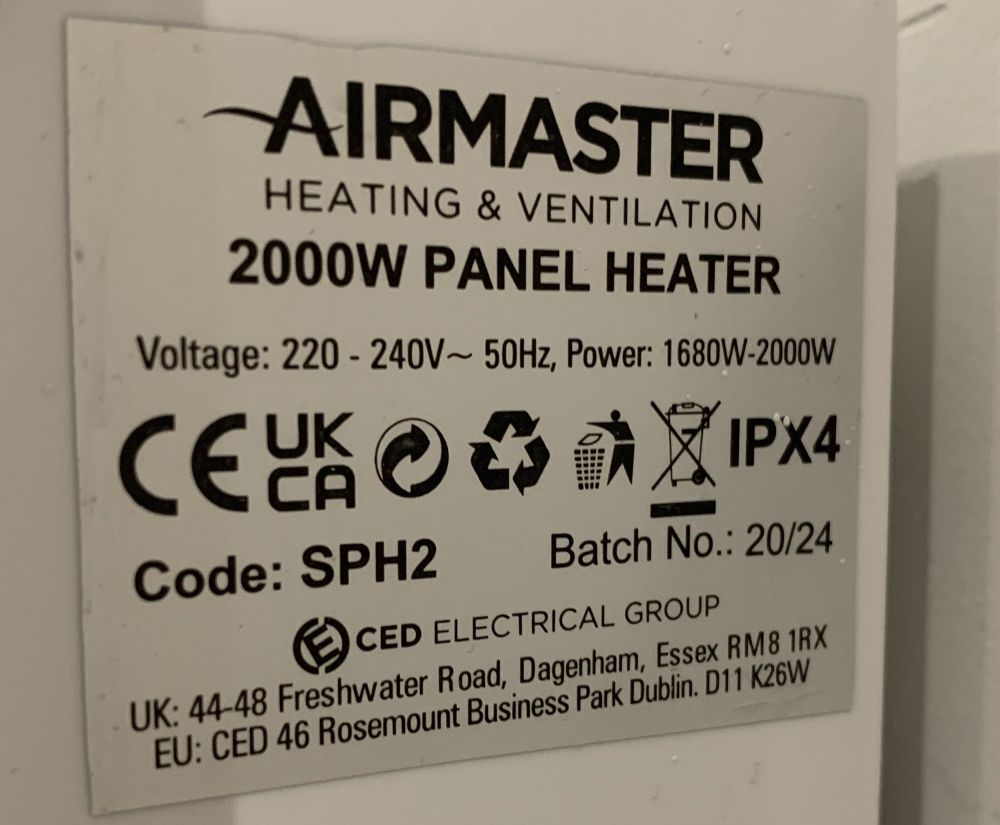 AIRMASTER
HEATING & VENTILATION
2000W PANEL HEATER
Voltage: 220 - 240V~ 50Hz, Power: 1680W-2000W
CE UK CA IPX4
Code: SPH2 Batch No.: 20/24
CED ELECTRICAL GROUP
UK: 44-48 Freshwater Road, Dagenham, Essex RM8 1RX
EU: CED 46 Rosemount Business Park Dublin. D11 K26W